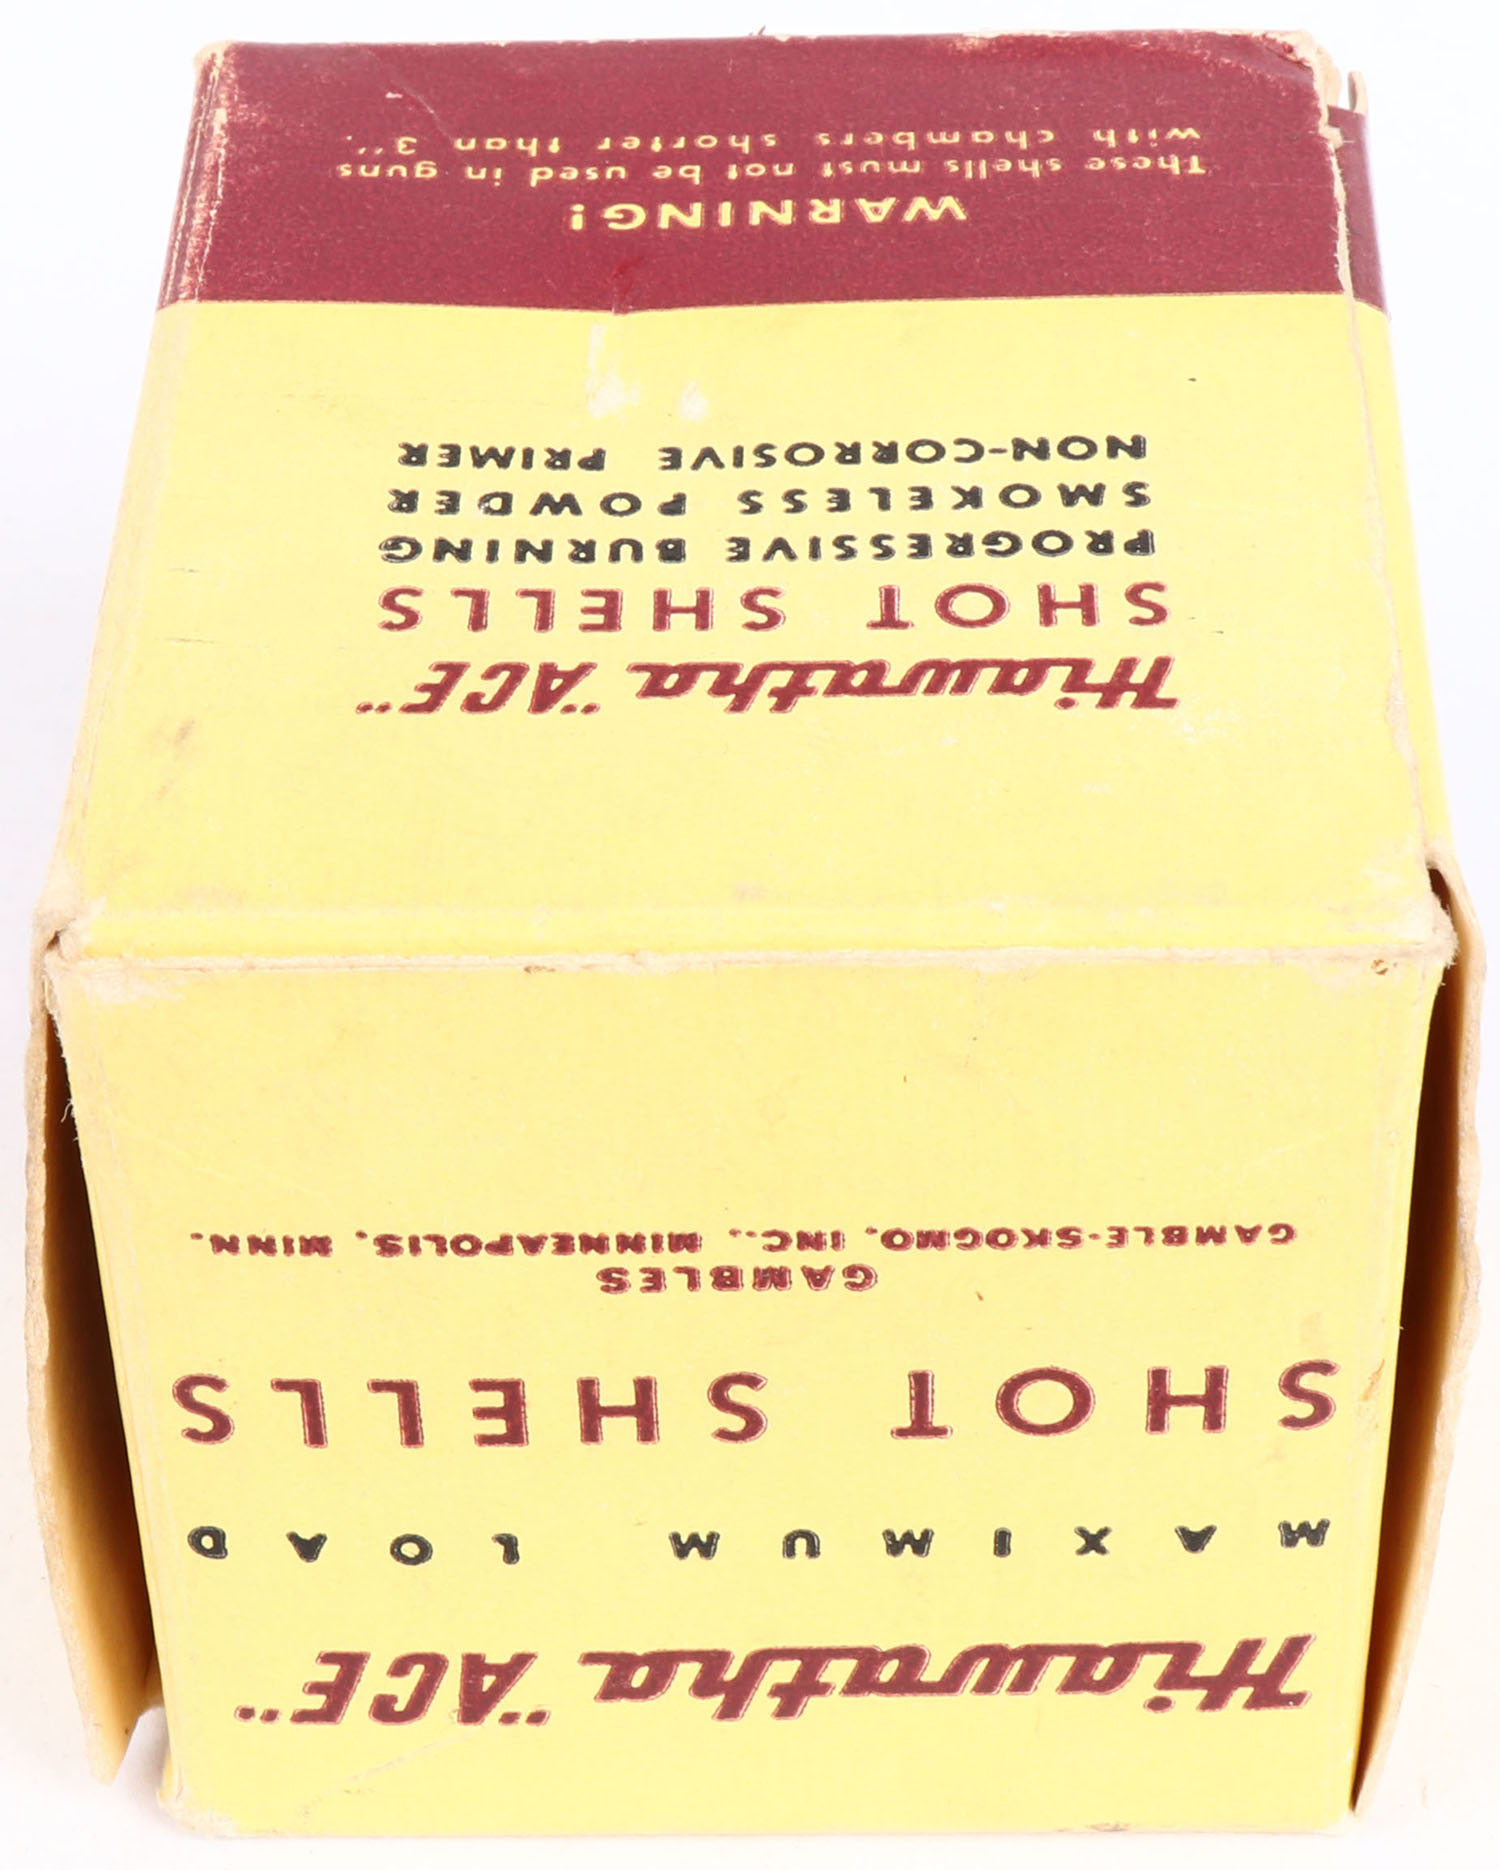 Hiawatha "ACE"
MAXIMUM LOAD
SHOT SHELLS
GAMBLES
GAMBLE-SKOGMO, INC., MINNEAPOLIS, MINN.
Hiawatha "ACE"
SHOT SHELLS
PROGRESSIVE BURNING
SMOKELESS POWDER
NON-CORROSIVE PRIMER
WARNING!
These shells must not be used in guns
with chambers shorter than 3".